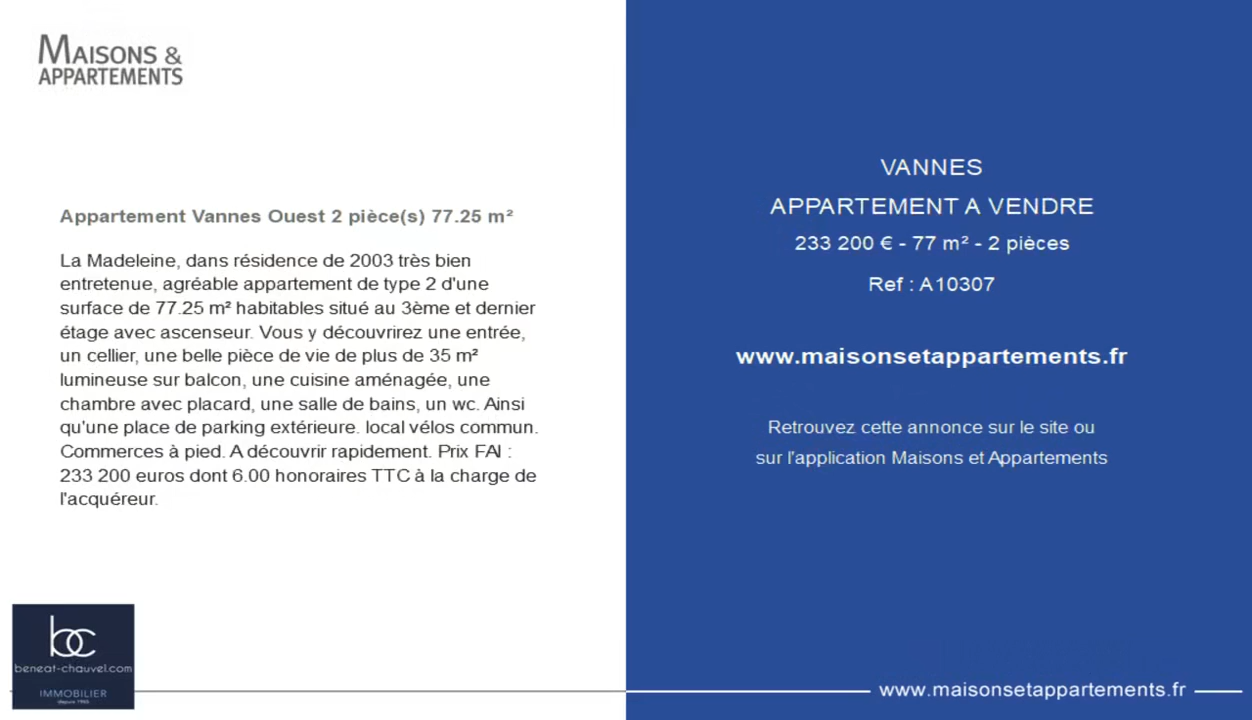 MAISONS &
APPARTEMENTS
Appartement Vannes Ouest 2 pièce(s) 77.25 m²
La Madeleine, dans résidence de 2003 très bien
entretenue, agréable appartement de type 2 d'une
surface de 77.25 m² habitables situé au 3ème et dernier
étage avec ascenseur. Vous y découvrirez une entrée,
un cellier, une belle pièce de vie de plus de 35 m²
lumineuse sur balcon, une cuisine aménagée, une
chambre avec placard, une salle de bains, un wc. Ainsi
qu'une place de parking extérieure. local vélos commun.
Commerces à pied. A découvrir rapidement. Prix FAI :
233 200 euros dont 6.00 honoraires TTC à la charge de
l'acquéreur.
bc
beneat-chauvel.com
IMMOBILIER
depuis 1965
VANNES
APPARTEMENT A VENDRE
233 200 € - 77 m² - 2 pièces
Ref : A10307
www.maisonsetappartements.fr
Retrouvez cette annonce sur le site ou
sur l'application Maisons et Appartements
www.maisonsetappartements.fr